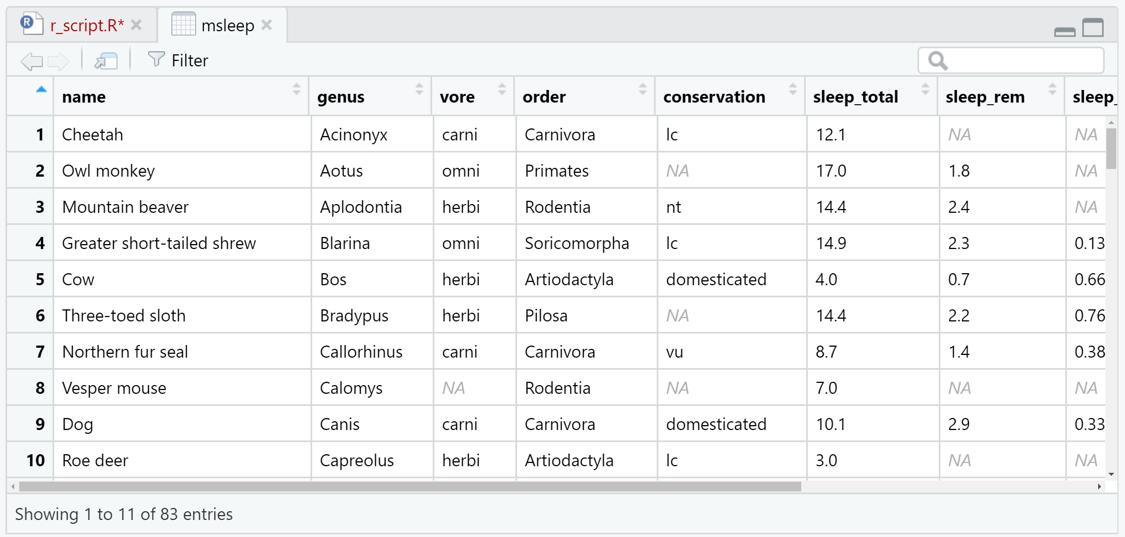 R r_script.R* msleep
Filter
name genus vore order conservation sleep_total sleep_rem sleep_
1 Cheetah Acinonyx carni Carnivora lc 12.1 NA NA
2 Owl monkey Aotus omni Primates NA 17.0 1.8 NA
3 Mountain beaver Aplodontia herbi Rodentia nt 14.4 2.4 NA
4 Greater short-tailed shrew Blarina omni Soricomorpha lc 14.9 2.3 0.13
5 Cow Bos herbi Artiodactyla domesticated 4.0 0.7 0.66
6 Three-toed sloth Bradypus herbi Pilosa NA 14.4 2.2 0.76
7 Northern fur seal Callorhinus carni Carnivora vu 8.7 1.4 0.38
8 Vesper mouse Calomys NA Rodentia NA 7.0 NA NA
9 Dog Canis carni Carnivora domesticated 10.1 2.9 0.33
10 Roe deer Capreolus herbi Artiodactyla lc 3.0 NA NA
Showing 1 to 11 of 83 entries